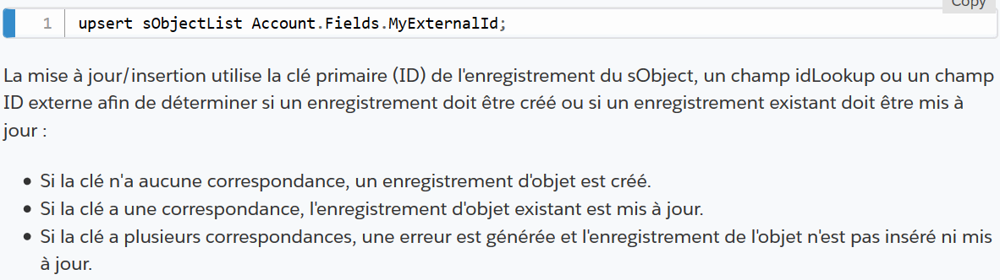 Copy
1 upsert sObjectList Account.Fields.MyExternalId;
La mise à jour/insertion utilise la clé primaire (ID) de l'enregistrement du sObject, un champ idLookup ou un champ
ID externe afin de déterminer si un enregistrement doit être créé ou si un enregistrement existant doit être mis à
jour :
• Si la clé n'a aucune correspondance, un enregistrement d'objet est créé.
• Si la clé a une correspondance, l'enregistrement d'objet existant est mis à jour.
• Si la clé a plusieurs correspondances, une erreur est générée et l'enregistrement de l'objet n'est pas inséré ni mis
à jour.